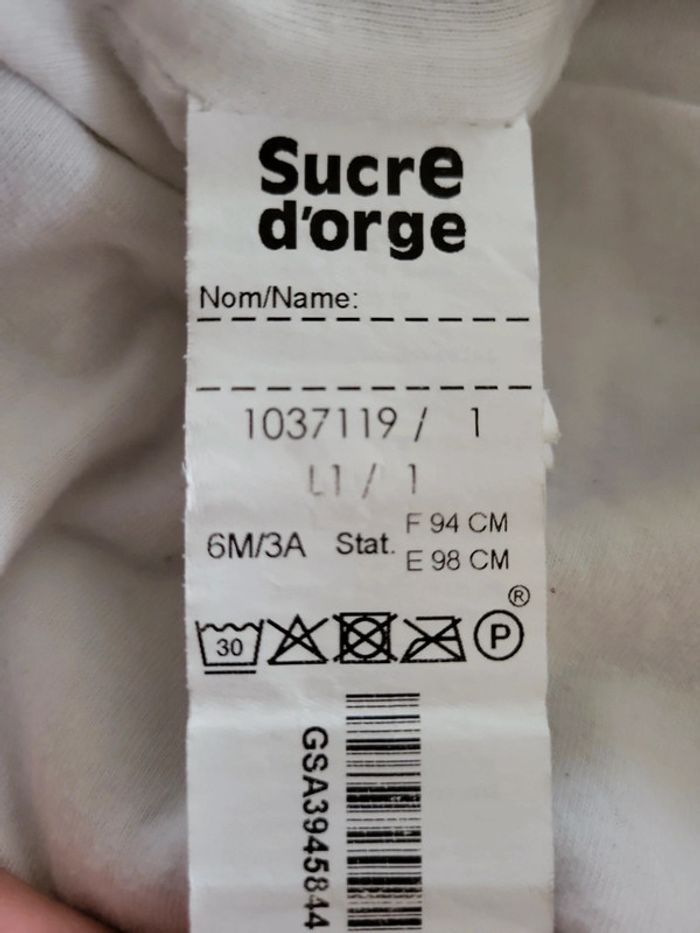 Sucre
d'orge
Nom/Name:
1037119 / 1
L1 / 1
6M/3A Stat. F 94 CM
E 98 CM
®
30 P
GSA3945844